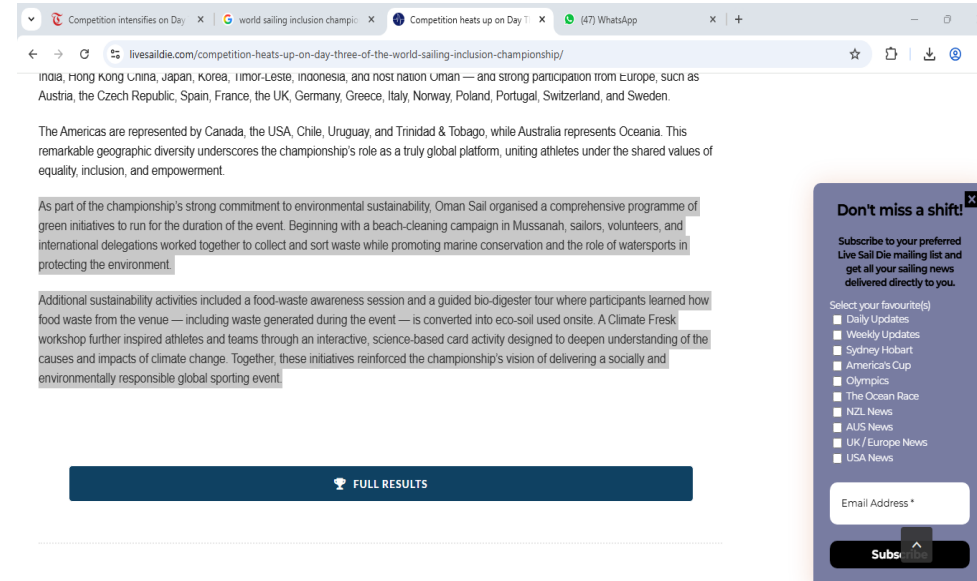 Competition intensifies on Day
world sailing inclusion champio
Competition heats up on Day T
(47) WhatsApp
livesaildie.com/competition-heats-up-on-day-three-of-the-world-sailing-inclusion-championship/
India, Hong Kong China, Japan, Korea, Timor-Leste, Indonesia, and host nation Oman — and strong participation from Europe, such as
Austria, the Czech Republic, Spain, France, the UK, Germany, Greece, Italy, Norway, Poland, Portugal, Switzerland, and Sweden.
The Americas are represented by Canada, the USA, Chile, Uruguay, and Trinidad & Tobago, while Australia represents Oceania. This
remarkable geographic diversity underscores the championship's role as a truly global platform, uniting athletes under the shared values of
equality, inclusion, and empowerment.
As part of the championship's strong commitment to environmental sustainability, Oman Sail organised a comprehensive programme of
green initiatives to run for the duration of the event. Beginning with a beach-cleaning campaign in Mussanah, sailors, volunteers, and
international delegations worked together to collect and sort waste while promoting marine conservation and the role of watersports in
protecting the environment.
Additional sustainability activities included a food-waste awareness session and a guided bio-digester tour where participants learned how
food waste from the venue — including waste generated during the event — is converted into eco-soil used onsite. A Climate Fresk
workshop further inspired athletes and teams through an interactive, science-based card activity designed to deepen understanding of the
causes and impacts of climate change. Together, these initiatives reinforced the championship's vision of delivering a socially and
environmentally responsible global sporting event.
FULL RESULTS
Don't miss a shift!
Subscribe to your preferred
Live Sail Die mailing list and
get all your sailing news
delivered directly to you.
Select your favourite(s)
Daily Updates
Weekly Updates
Sydney Hobart
America's Cup
Olympics
The Ocean Race
NZL News
AUS News
UK / Europe News
USA News
Email Address *
Subscribe